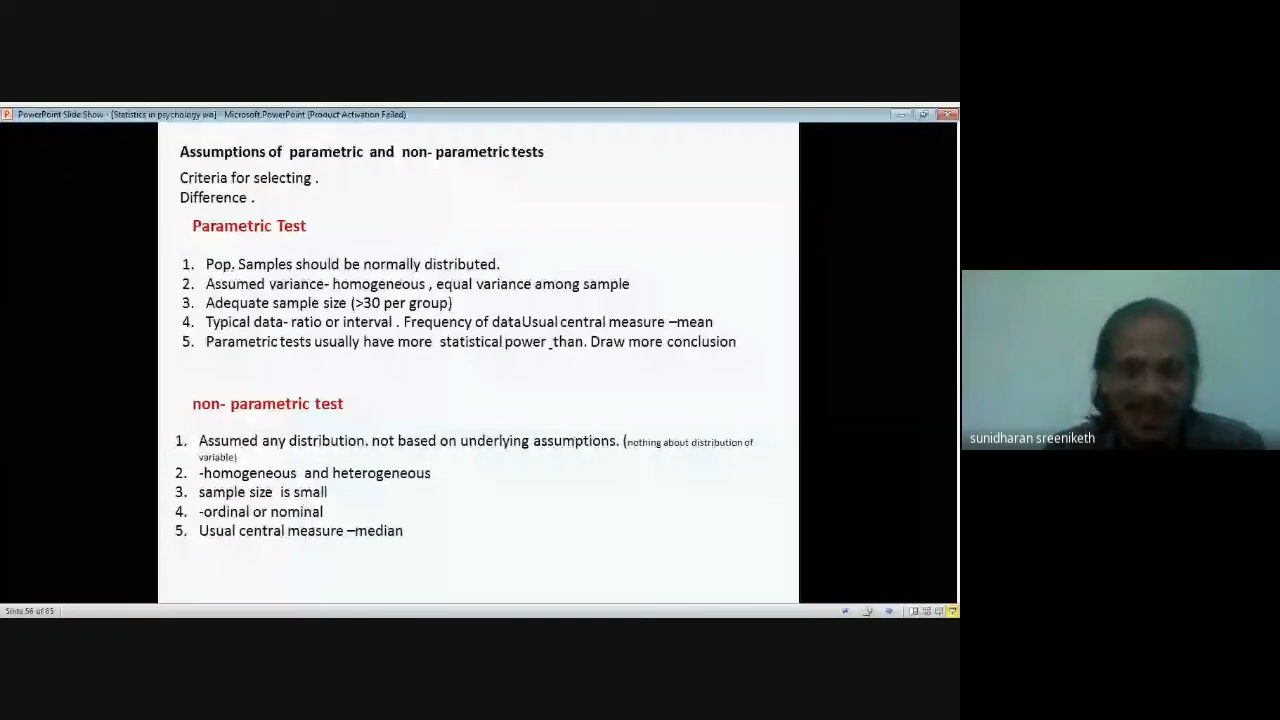 PowerPoint Slide Show - [Statistics in psychology wo] - Microsoft PowerPoint (Product Activation Failed)
Assumptions of parametric and non- parametric tests
Criteria for selecting .
Difference .
Parametric Test
1. Pop. Samples should be normally distributed.
2. Assumed variance- homogeneous , equal variance among sample
3. Adequate sample size (>30 per group)
4. Typical data- ratio or interval . Frequency of dataUsual central measure –mean
5. Parametric tests usually have more statistical power than. Draw more conclusion
non- parametric test
1. Assumed any distribution. not based on underlying assumptions. (nothing about distribution of
variable)
2. -homogeneous and heterogeneous
3. sample size is small
4. -ordinal or nominal
5. Usual central measure –median
Slide 56 of 65
sunidharan sreeniketh